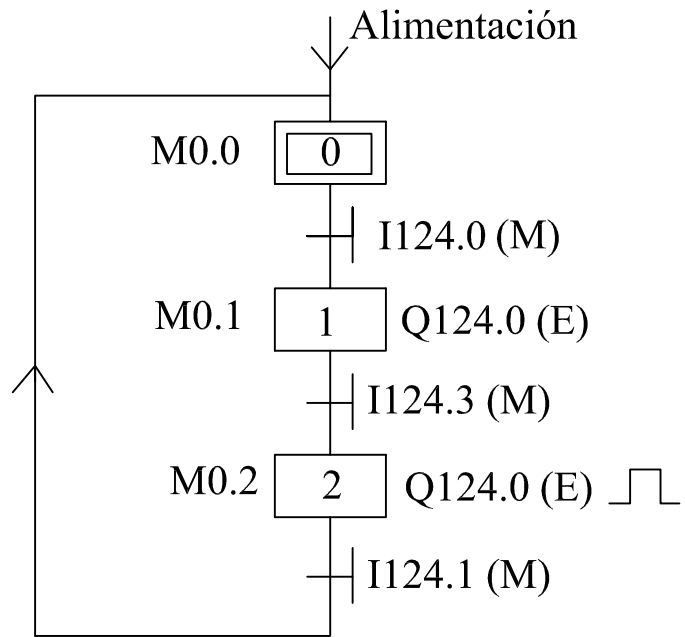 Alimentación
M0.0
0
I124.0 (M)
M0.1
1
Q124.0 (E)
I124.3 (M)
M0.2
2
Q124.0 (E)
I124.1 (M)